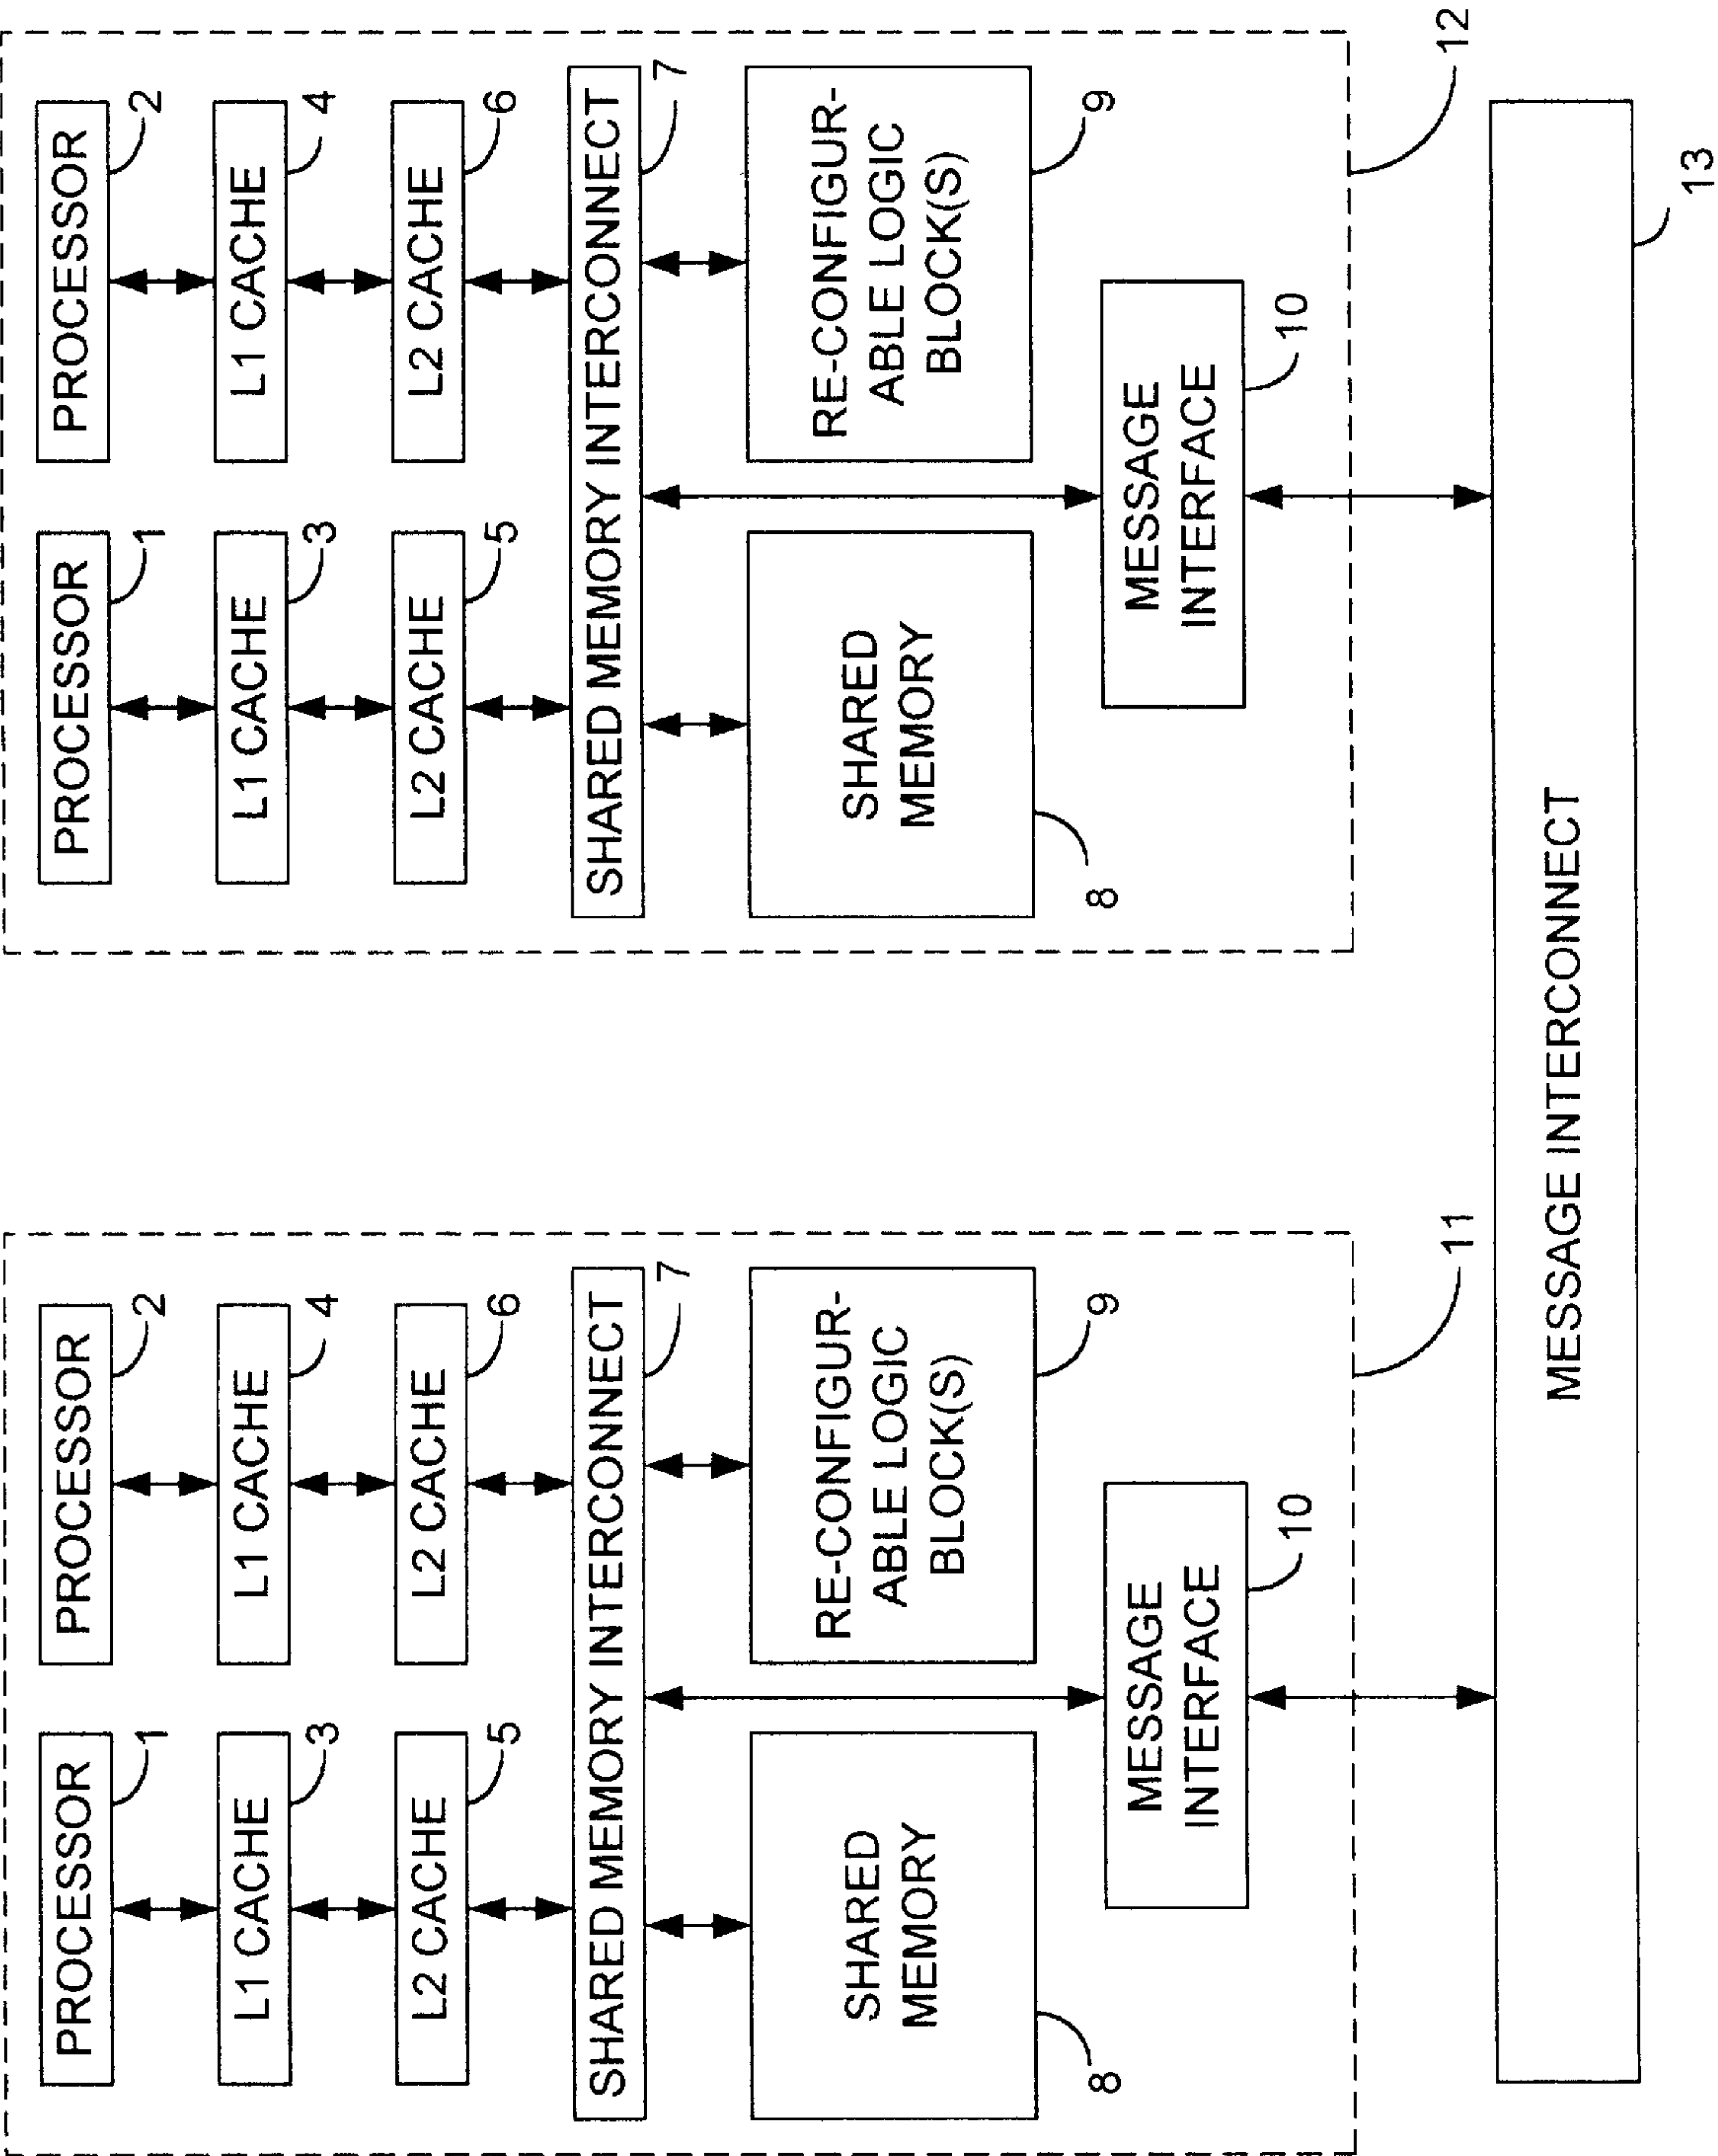 PROCESSOR
1
PROCESSOR
2
L1 CACHE
3
L1 CACHE
4
L2 CACHE
5
L2 CACHE
6
SHARED MEMORY INTERCONNECT
7
SHARED
MEMORY
8
RE-CONFIGUR-
ABLE LOGIC
BLOCK(S)
9
MESSAGE
INTERFACE
10
11
PROCESSOR
1
PROCESSOR
2
L1 CACHE
3
L1 CACHE
4
L2 CACHE
5
L2 CACHE
6
SHARED MEMORY INTERCONNECT
7
SHARED
MEMORY
8
RE-CONFIGUR-
ABLE LOGIC
BLOCK(S)
9
MESSAGE
INTERFACE
10
12
MESSAGE INTERCONNECT
13